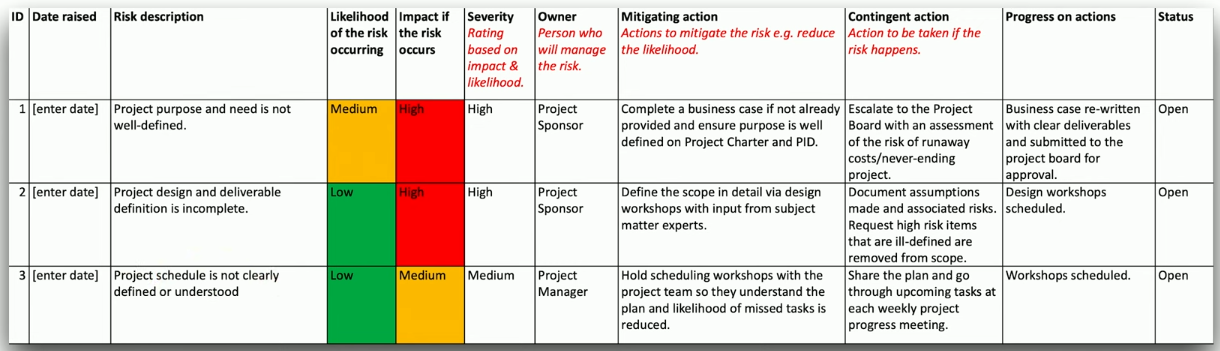 ID Date raised Risk description Likelihood of the risk occurring Impact if the risk occurs Severity Rating based on impact & likelihood. Owner Person who will manage the risk. Mitigating action Actions to mitigate the risk e.g. reduce the likelihood. Contingent action Action to be taken if the risk happens. Progress on actions Status
1 [enter date] Project purpose and need is not well-defined. Medium High High Project Sponsor Complete a business case if not already provided and ensure purpose is well defined on Project Charter and PID. Escalate to the Project Board with an assessment of the risk of runaway costs/never-ending project. Business case re-written with clear deliverables and submitted to the project board for approval. Open
2 [enter date] Project design and deliverable definition is incomplete. Low High High Project Sponsor Define the scope in detail via design workshops with input from subject matter experts. Document assumptions made and associated risks. Request high risk items that are ill-defined are removed from scope. Design workshops scheduled. Open
3 [enter date] Project schedule is not clearly defined or understood Low Medium Medium Project Manager Hold scheduling workshops with the project team so they understand the plan and likelihood of missed tasks is reduced. Share the plan and go through upcoming tasks at each weekly project progress meeting. Workshops scheduled. Open